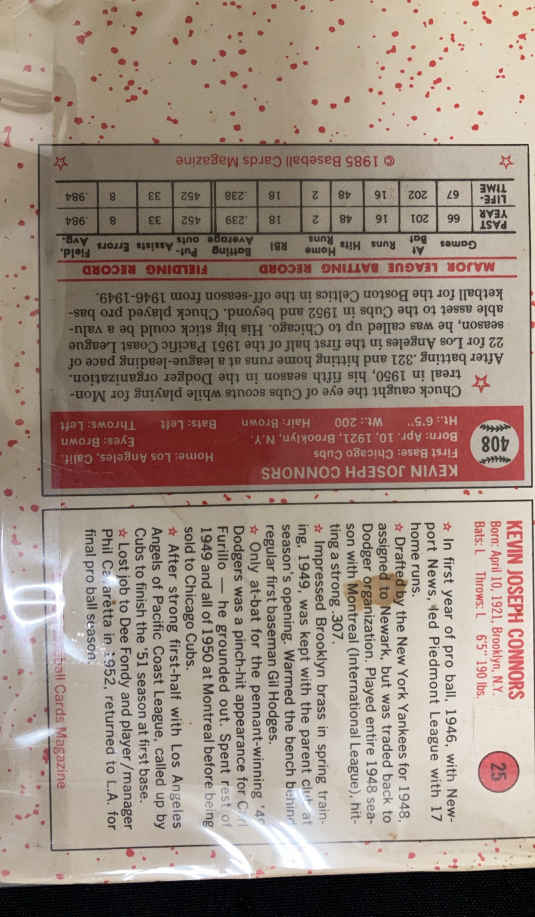 408
KEVIN JOSEPH CONNORS
First Base: Chicago Cubs
Home: Los Angeles, Calif.
Born: Apr. 10, 1921, Brooklyn, N.Y.
Eyes: Brown
Ht.: 6'5" Wt.: 200 Hair: Brown Bats: Left Throws: Left
Chuck caught the eye of Cubs scouts while playing for Mon-
treal in 1950, his fifth season in the Dodger organization.
After batting .321 and hitting home runs at a league-leading pace of
22 for Los Angeles in the first half of the 1951 Pacific Coast League
season, he was called up to Chicago. His big stick could be a valu-
able asset to the Cubs in 1952 and beyond. Chuck played pro bas-
ketball for the Boston Celtics in the off-season from 1946-1949.
MAJOR LEAGUE BATTING RECORD FIELDING RECORD
Games At Bat Runs Hits Home Runs RBI Batting Average Put-outs Assists Errors Field. Avg.
PAST YEAR 66 201 16 48 2 18 .239 452 33 8 .984
LIFE-TIME 67 202 16 48 2 18 .238 452 33 8 .984
© 1985 Baseball Cards Magazine
KEVIN JOSEPH CONNORS
25
Born: April 10, 1921, Brooklyn, N.Y.
Bats: L Throws: L 6'5" 190 lbs.
In first year of pro ball, 1946, with New-
port News, led Piedmont League with 17
home runs.
Drafted by the New York Yankees for 1948,
assigned to Newark, but was traded back to
Dodger organization. Played entire 1948 sea-
son with Montreal (International League), hit-
ting a strong .307.
Impressed Brooklyn brass in spring train-
ing, 1949, was kept with the parent club at
season's opening. Warmed the bench behind
regular first baseman Gil Hodges.
Only at-bat for the pennant-winning '49
Dodgers was a pinch-hit appearance for Carl
Furillo — he grounded out. Spent rest of
1949 and all of 1950 at Montreal before being
sold to Chicago Cubs.
After strong first-half with Los Angeles
Angels of Pacific Coast League, called up by
Cubs to finish the '51 season at first base.
Lost job to Dee Fondy and player/manager
Phil Cavaretta in 1952, returned to L.A. for
final pro ball season.
ball Cards Magazine